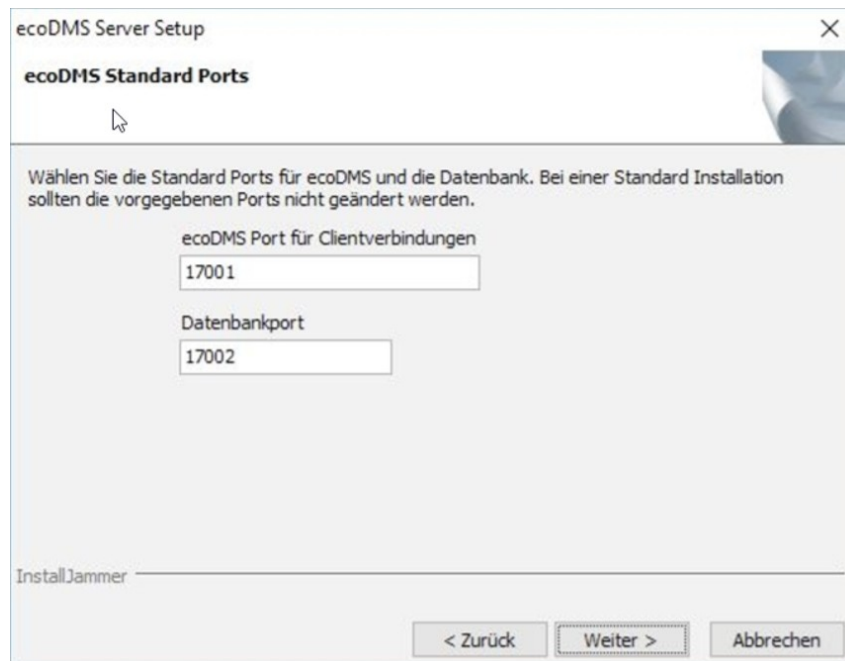 ecoDMS Server Setup
ecoDMS Standard Ports
Wählen Sie die Standard Ports für ecoDMS und die Datenbank. Bei einer Standard Installation
sollten die vorgegebenen Ports nicht geändert werden.
ecoDMS Port für Clientverbindungen
17001
Datenbankport
17002
InstallJammer
< Zurück
Weiter >
Abbrechen